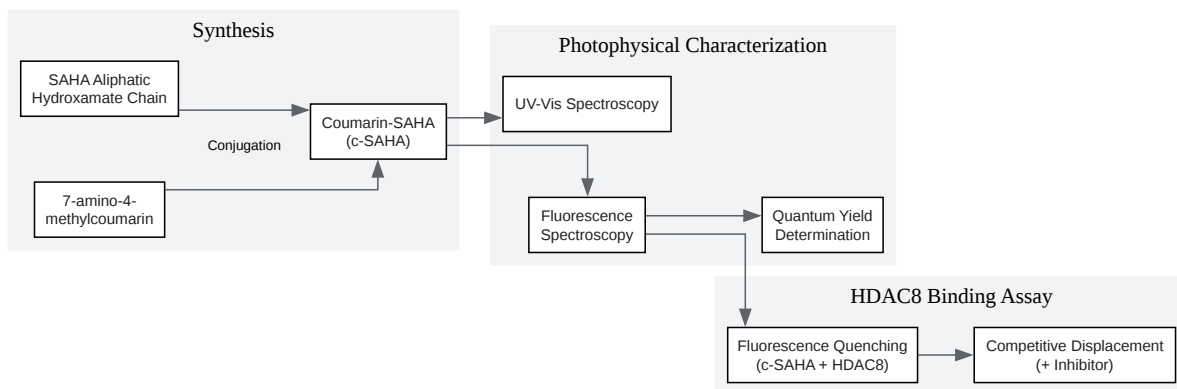 Synthesis
SAHA Aliphatic
Hydroxamate Chain
Conjugation
7-amino-4-
methylcoumarin
Coumarin-SAHA
(c-SAHA)
Photophysical Characterization
UV-Vis Spectroscopy
Fluorescence
Spectroscopy
Quantum Yield
Determination
HDAC8 Binding Assay
Fluorescence Quenching
(c-SAHA + HDAC8)
Competitive Displacement
(+ Inhibitor)